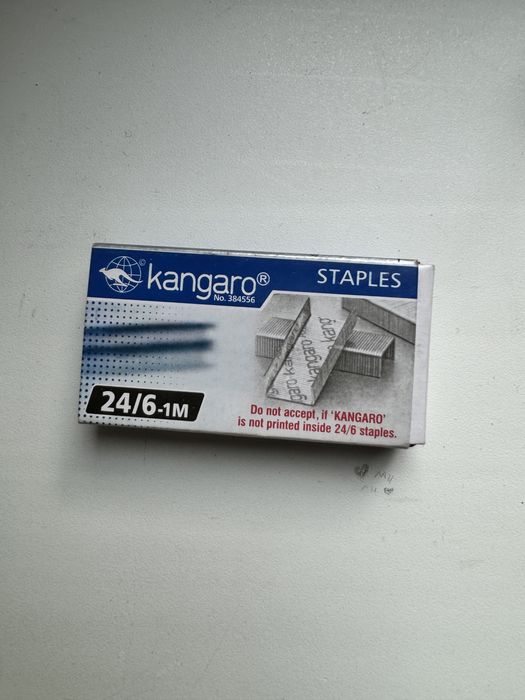 kangaro®
No. 384556
STAPLES
24/6-1M
Do not accept, if 'KANGARO'
is not printed inside 24/6 staples.